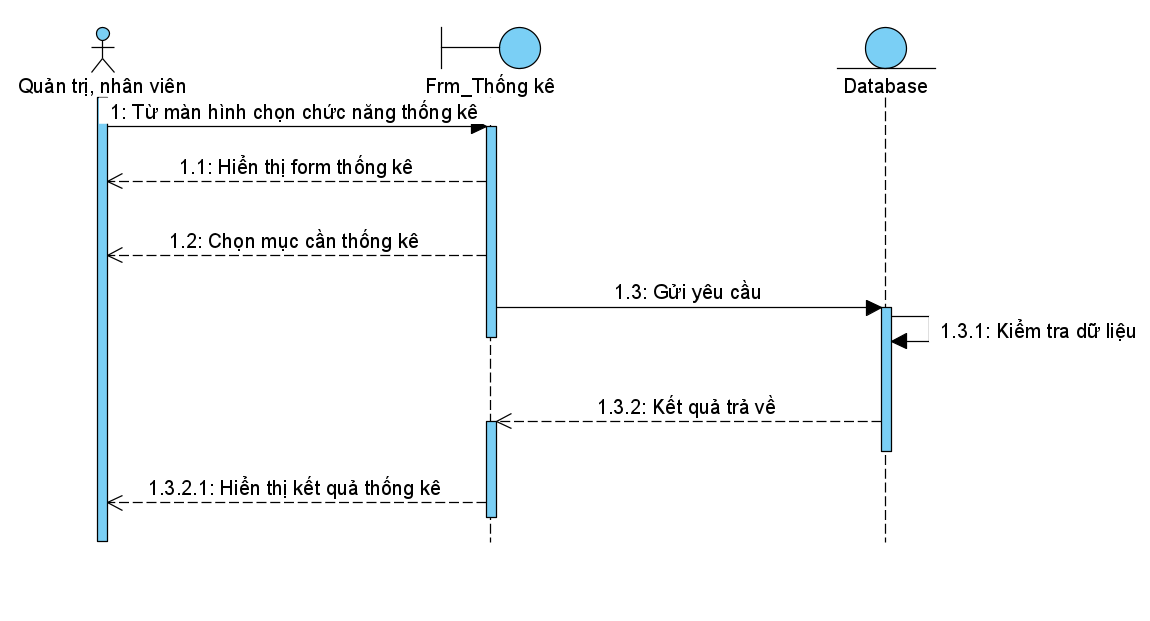 Quản trị, nhân viên
Frm_Thống kê
Database
1: Từ màn hình chọn chức năng thống kê
1.1: Hiển thị form thống kê
1.2: Chọn mục cần thống kê
1.3: Gửi yêu cầu
1.3.1: Kiểm tra dữ liệu
1.3.2: Kết quả trả về
1.3.2.1: Hiển thị kết quả thống kê